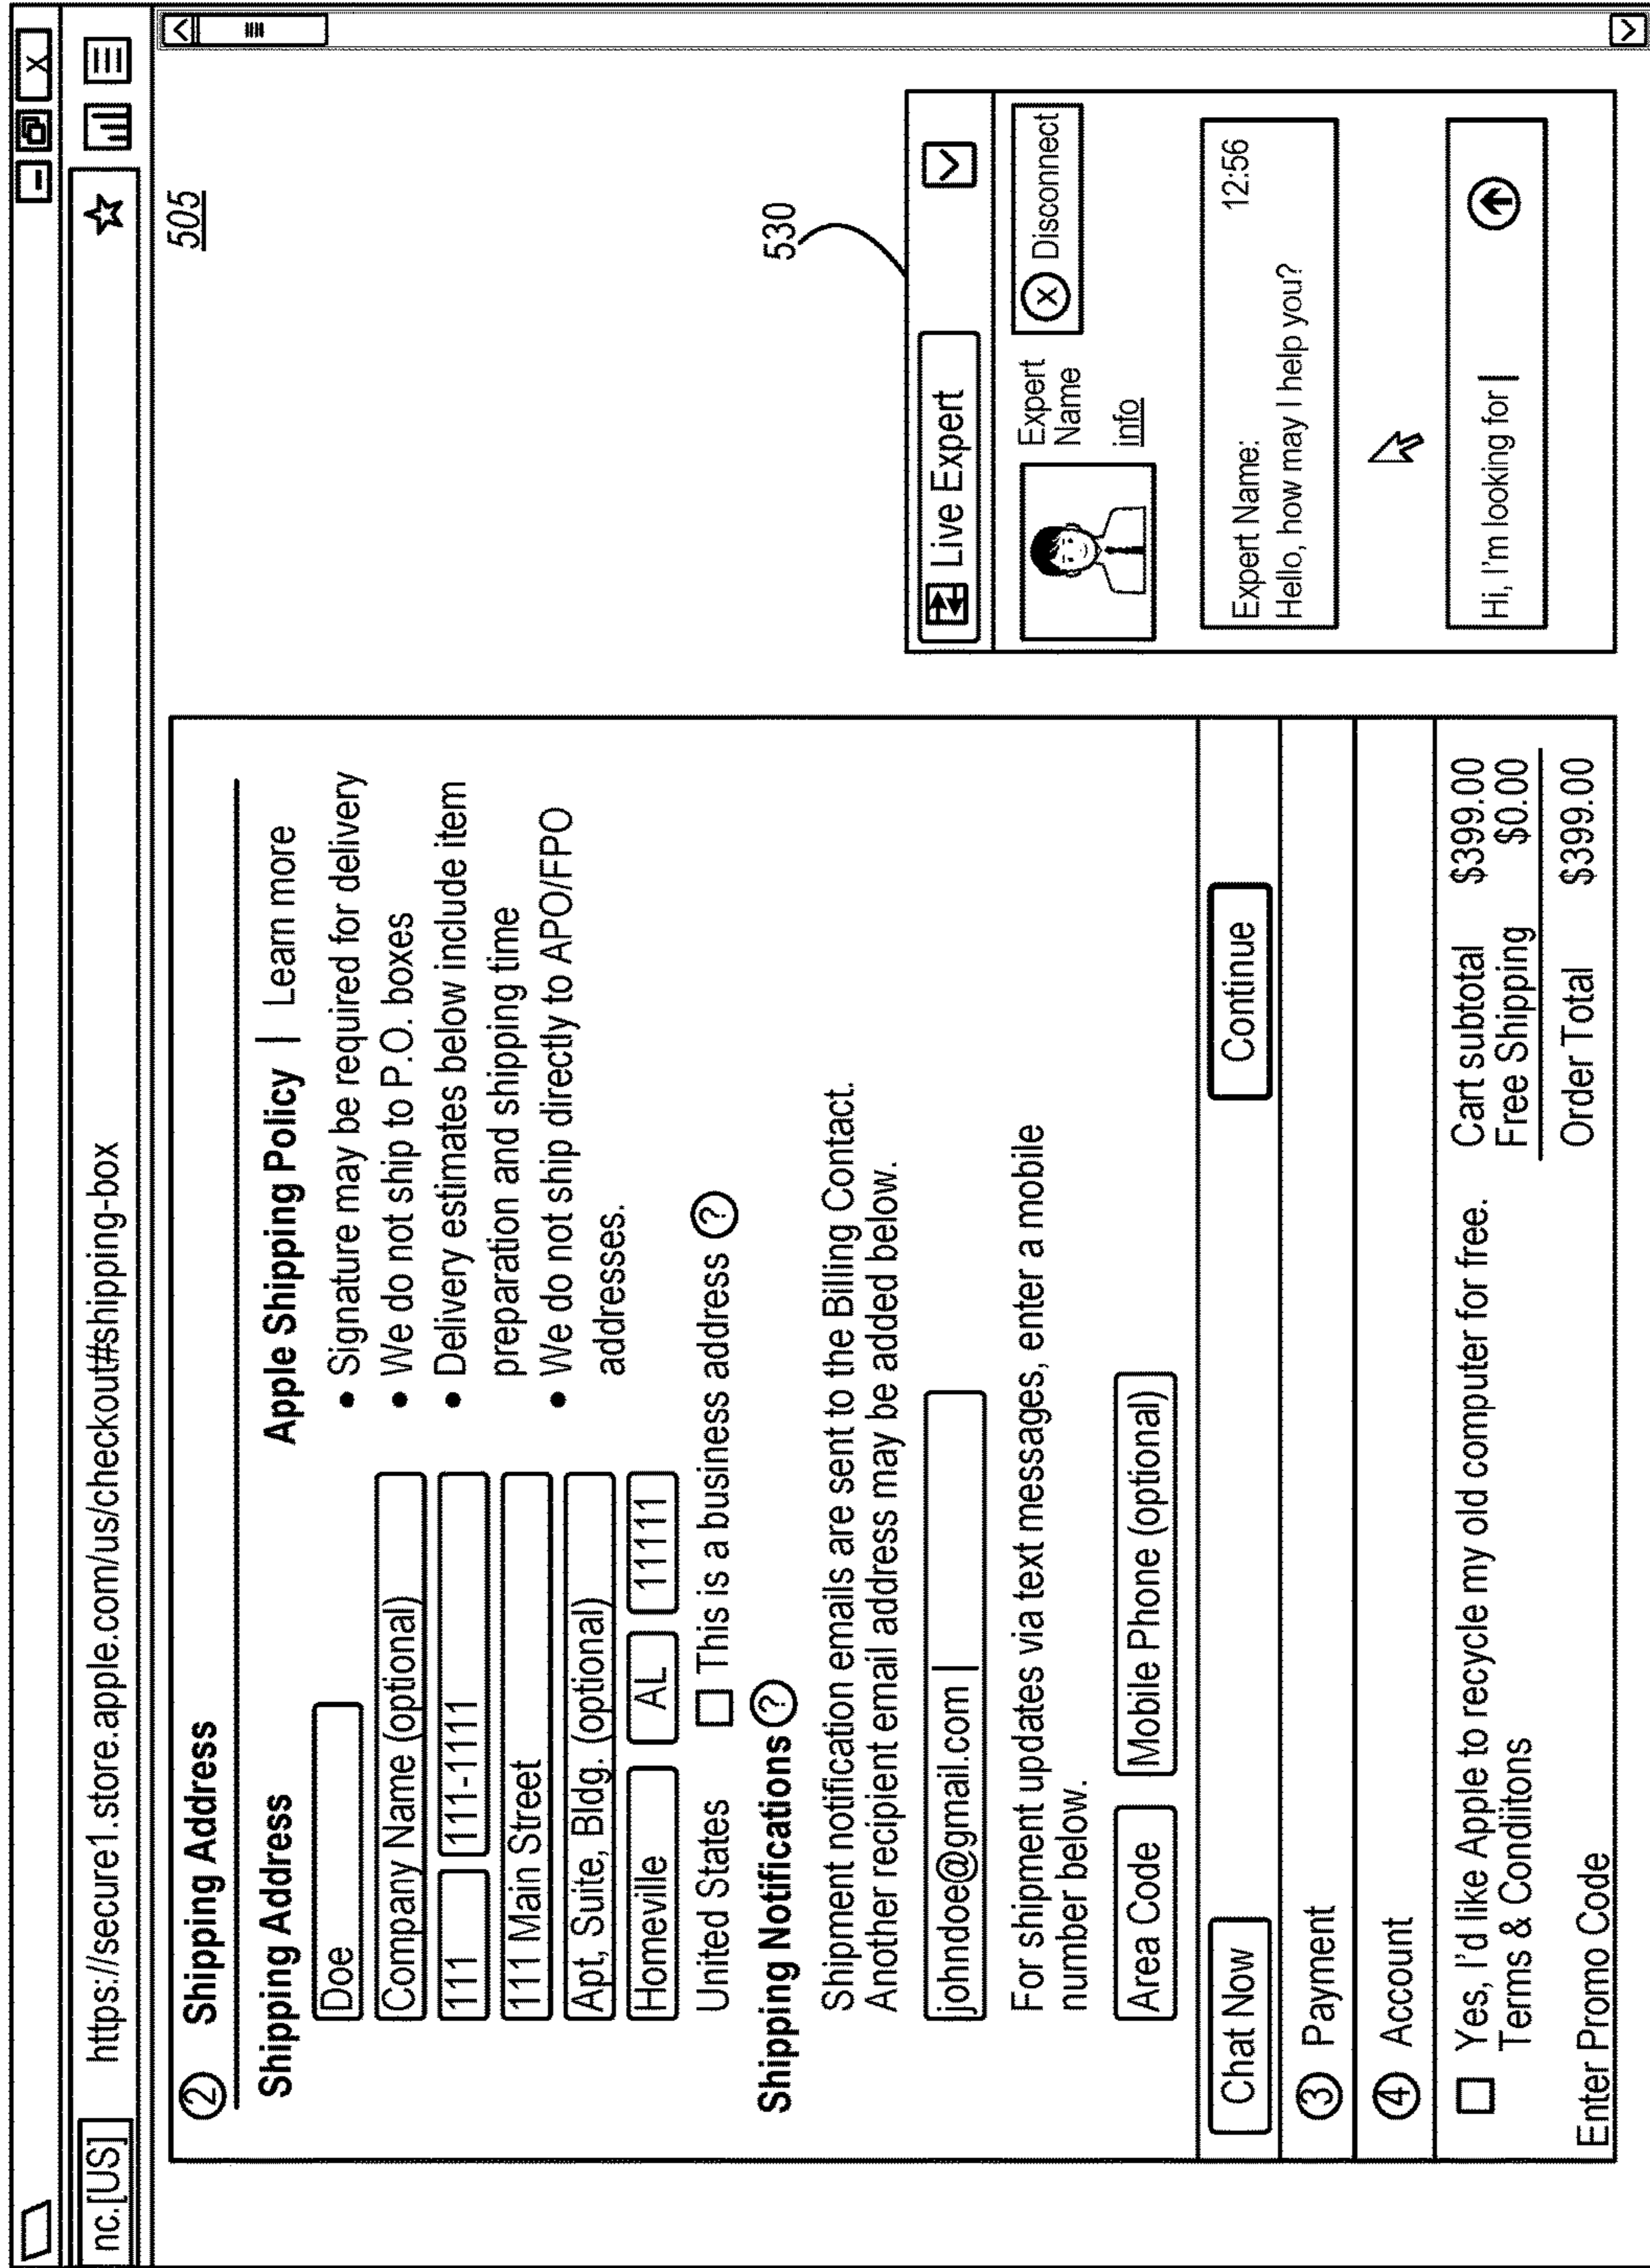 nc.[US] https://secure1.store.apple.com/us/checkout#shipping-box
505
② Shipping Address
Shipping Address
Doe
Company Name (optional)
111 111-1111
111 Main Street
Apt, Suite, Bldg. (optional)
Homeville AL 11111
United States This is a business address ?
Apple Shipping Policy | Learn more
• Signature may be required for delivery
• We do not ship to P.O. boxes
• Delivery estimates below include item
preparation and shipping time
• We do not ship directly to APO/FPO
addresses.
Shipping Notifications ?
Shipment notification emails are sent to the Billing Contact.
Another recipient email address may be added below.
johndoe@gmail.com
For shipment updates via text messages, enter a mobile
number below.
Area Code Mobile Phone (optional)
Chat Now Continue
③ Payment
④ Account
Yes, I'd like Apple to recycle my old computer for free.
Terms & Condiitons
Enter Promo Code
Cart subtotal $399.00
Free Shipping $0.00
Order Total $399.00
530
Live Expert
Expert
Name
info
X Disconnect
Expert Name: 12:56
Hello, how may I help you?
Hi, I'm looking for